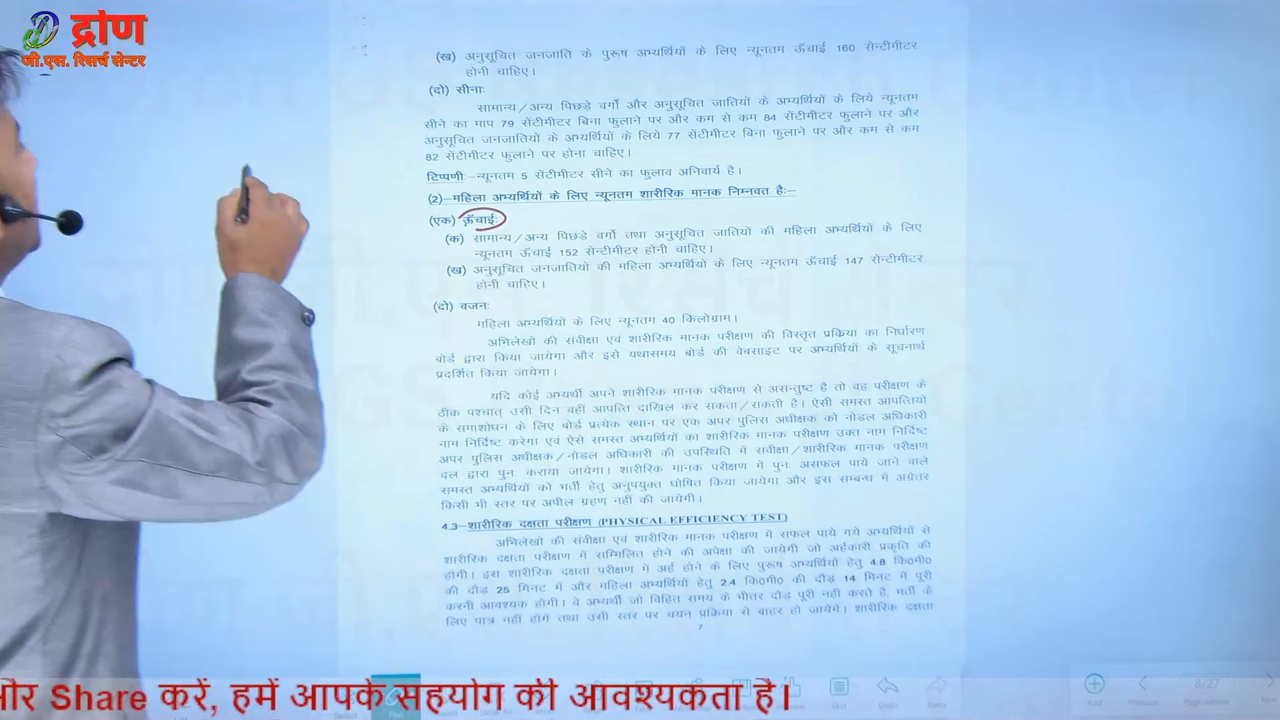 द्रोण
जी.एस. रिसर्च सेन्टर
(ख) अनुसूचित जनजाति के पुरूष अभ्यर्थियों के लिए न्यूनतम ऊँचाई 160 सेन्टीमीटर
होनी चाहिए।
(दो) सीनाः
सामान्य/अन्य पिछड़े वर्गों और अनुसूचित जातियों के अभ्यर्थियों के लिये न्यूनतम
सीने का माप 79 सेंटीमीटर बिना फुलाने पर और कम से कम 84 सेंटीमीटर फुलाने पर और
अनुसूचित जनजातियों के अभ्यर्थियों के लिये 77 सेंटीमीटर बिना फुलाने पर और कम से कम
82 सेंटीमीटर फुलाने पर होना चाहिए।
टिप्पणी–न्यूनतम 5 सेंटीमीटर सीने का फुलाव अनिवार्य है।
(2)–महिला अभ्यर्थियों के लिए न्यूनतम शारीरिक मानक निम्नवत हैः–
(एक) ऊँचाईः
(क) सामान्य/अन्य पिछड़े वर्गों तथा अनुसूचित जातियों की महिला अभ्यर्थियों के लिए
न्यूनतम ऊँचाई 152 सेन्टीमीटर होनी चाहिए।
(ख) अनुसूचित जनजातियों की महिला अभ्यर्थियों के लिए न्यूनतम ऊँचाई 147 सेन्टीमीटर
होनी चाहिए।
(दो) वजनः
महिला अभ्यर्थियों के लिए न्यूनतम 40 किलोग्राम।
अभिलेखों की संवीक्षा एवं शारीरिक मानक परीक्षण की विस्तृत प्रक्रिया का निर्धारण
बोर्ड द्वारा किया जायेगा और इसे यथासमय बोर्ड की वेबसाइट पर अभ्यर्थियों के सूचनार्थ
प्रदर्शित किया जायेगा।
यदि कोई अभ्यर्थी अपने शारीरिक मानक परीक्षण से असन्तुष्ट है तो वह परीक्षण के
ठीक पश्चात् उसी दिन वहीं आपत्ति दाखिल कर सकता/सकती है। ऐसी समस्त आपत्तियों
के समाशोधन के लिए बोर्ड प्रत्येक स्थान पर एक अपर पुलिस अधीक्षक को नोडल अधिकारी
नाम निर्दिष्ट करेगा एवं ऐसे समस्त अभ्यर्थियों का शारीरिक मानक परीक्षण उक्त नाम निर्दिष्ट
अपर पुलिस अधीक्षक/नोडल अधिकारी की उपस्थिति में संवीक्षा/शारीरिक मानक परीक्षण
दल द्वारा पुनः कराया जायेगा। शारीरिक मानक परीक्षण में पुनः असफल पाये जाने वाले
समस्त अभ्यर्थियों को भर्ती हेतु अनुपयुक्त घोषित किया जायेगा और इस सम्बन्ध में अग्रेतर
किसी भी स्तर पर अपील ग्रहण नहीं की जायेगी।
4.3–शारीरिक दक्षता परीक्षण (PHYSICAL EFFICIENCY TEST)
अभिलेखों की संवीक्षा एवं शारीरिक मानक परीक्षण में सफल पाये गये अभ्यर्थियों से
शारीरिक दक्षता परीक्षण में सम्मिलित होने की अपेक्षा की जायेगी जो अर्हकारी प्रकृति की
होगी। इस शारीरिक दक्षता परीक्षण में अर्ह होने के लिए पुरूष अभ्यर्थियों हेतु 4.8 कि0मी0
की दौड़ 25 मिनट में और महिला अभ्यर्थियों हेतु 2.4 कि0मी0 की दौड़ 14 मिनट में पूरी
करनी आवश्यक होगी। वे अभ्यर्थी जो विहित समय के भीतर दौड़ पूरी नहीं करते है, भर्ती के
लिए पात्र नहीं होंगे तथा उसी स्तर पर चयन प्रक्रिया से बाहर हो जायेंगे। शारीरिक दक्षता
7
और Share करें, हमें आपके सहयोग की आवश्यकता है।
8/27